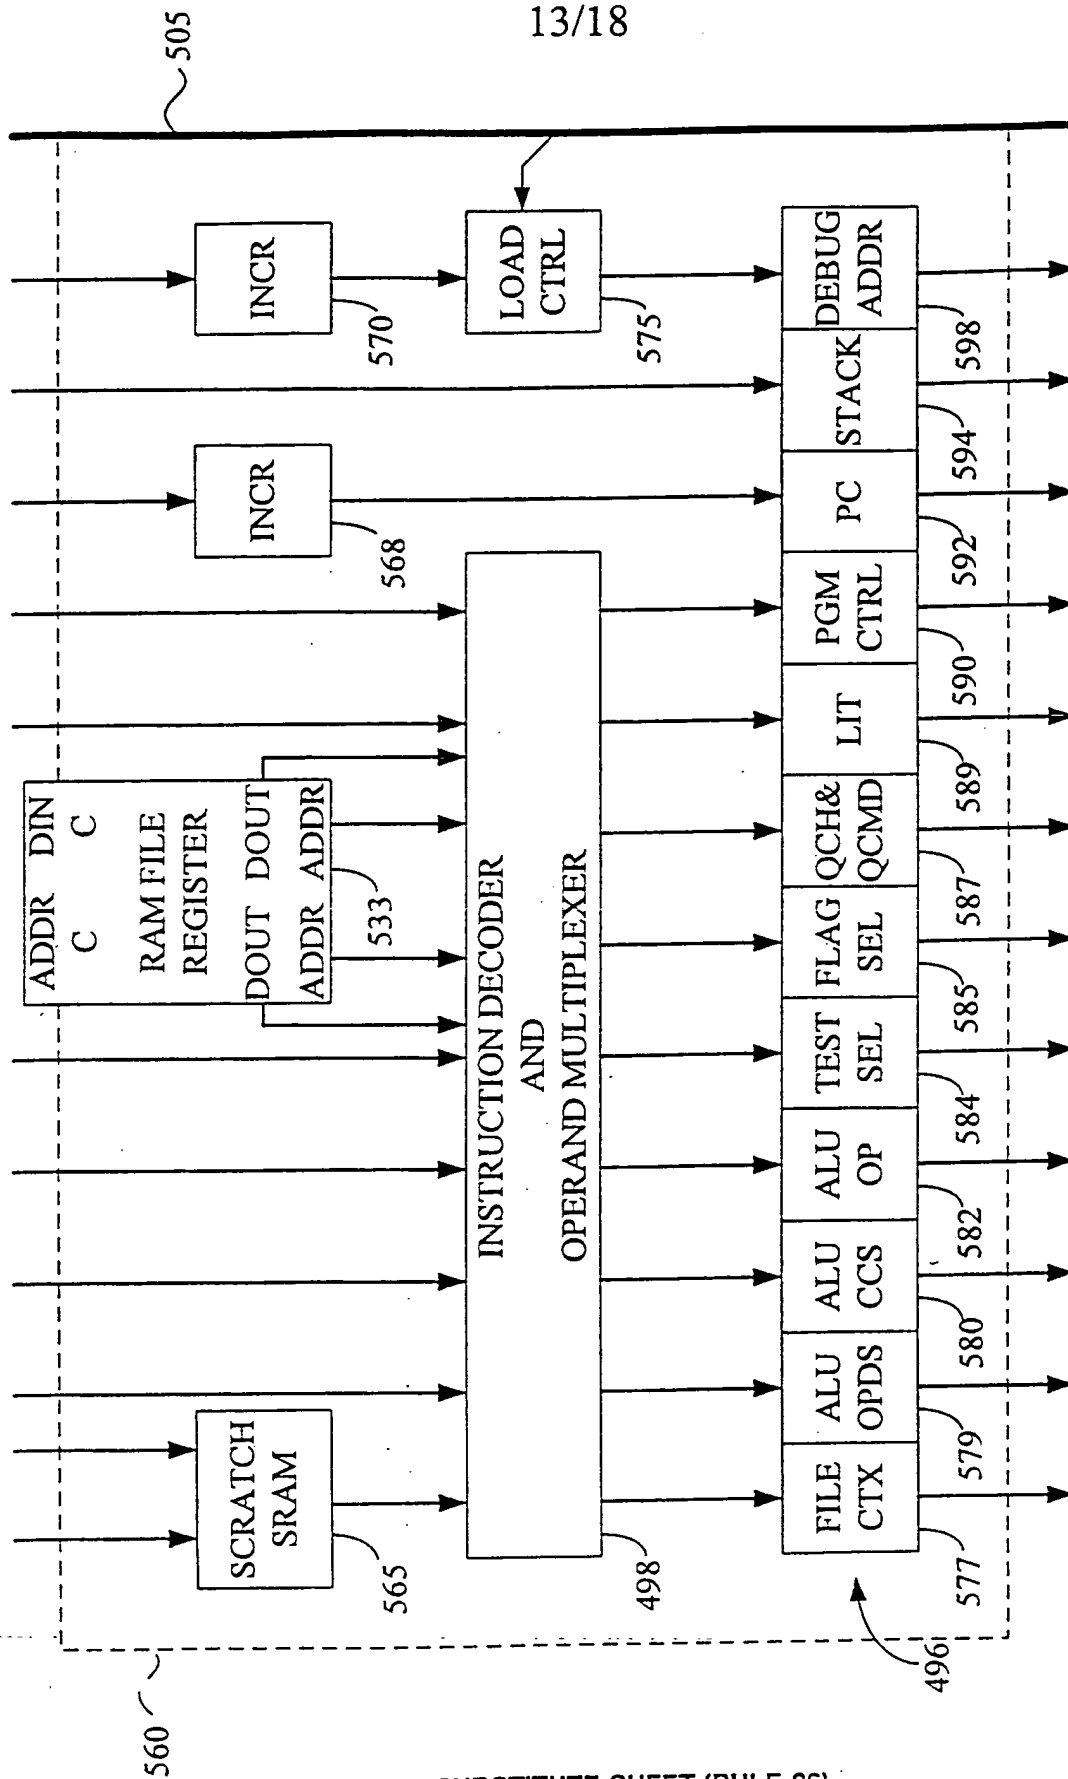 13/18
505
560
ADDR DIN
C C
RAM FILE
REGISTER
DOUT DOUT
ADDR ADDR
533
SCRATCH
SRAM
565
INCR
568
INCR
570
LOAD
CTRL
575
INSTRUCTION DECODER
AND
OPERAND MULTIPLEXER
498
FILE
CTX
577
ALU
OPDS
579
ALU
CCS
580
ALU
OP
582
TEST
SEL
584
FLAG
SEL
585
QCH&
QCMD
587
LIT
589
PGM
CTRL
590
PC
592
STACK
594
DEBUG
ADDR
598
496